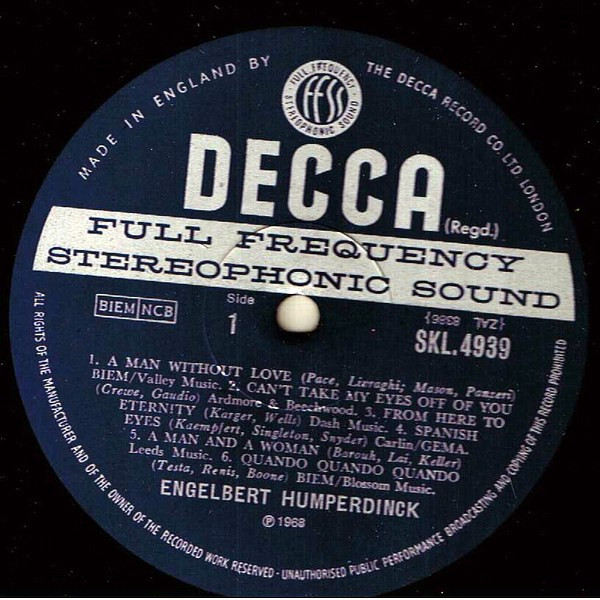 MADE IN ENGLAND BY
THE DECCA RECORD CO. LTD. LONDON
FULL FREQUENCY
STEREOPHONIC SOUND
FFSS
DECCA
(Regd.)
FULL FREQUENCY
STEREOPHONIC SOUND
BIEM NCB
Side
1
{ZAL 8386}
SKL.4939
1. A MAN WITHOUT LOVE (Pace, Livraghi; Mason, Panzeri)
BIEM/Valley Music. 2. CAN'T TAKE MY EYES OFF OF YOU
(Crewe, Gaudio) Ardmore & Beechwood. 3. FROM HERE TO
ETERNITY (Karger, Wells) Dash Music. 4. SPANISH
EYES (Kaempfert, Singleton, Snyder) Carlin/GEMA.
5. A MAN AND A WOMAN (Barouh, Lai, Keller)
Leeds Music. 6. QUANDO QUANDO QUANDO
(Testa, Renis, Boone) BIEM/Blossom Music.
ENGELBERT HUMPERDINCK
℗ 1968
ALL RIGHTS OF THE MANUFACTURER AND OF THE OWNER OF THE RECORDED WORK RESERVED · UNAUTHORISED PUBLIC PERFORMANCE BROADCASTING AND COPYING OF THIS RECORD PROHIBITED